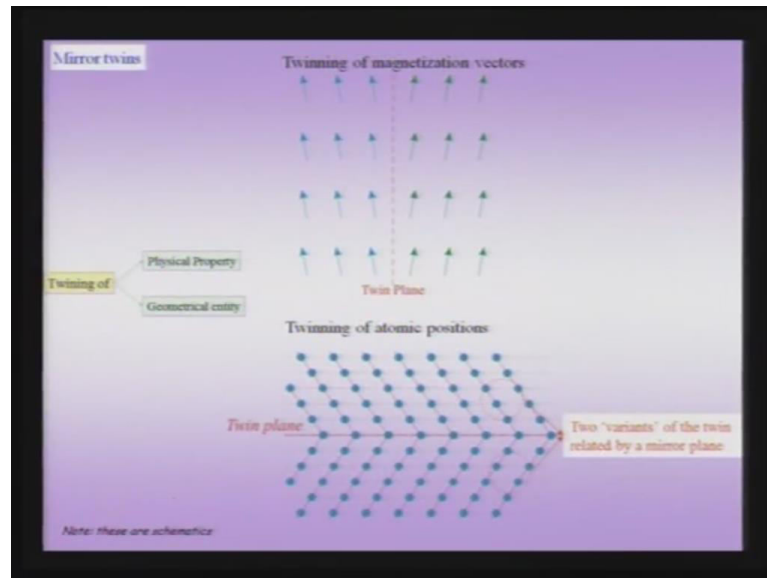 Mirror twins
Twinning of magnetization vectors
Twining of
Physical Property
Geometrical entity
Twin Plane
Twinning of atomic positions
Twin plane
Two 'variants' of the twin
related by a mirror plane
Note: these are schematics